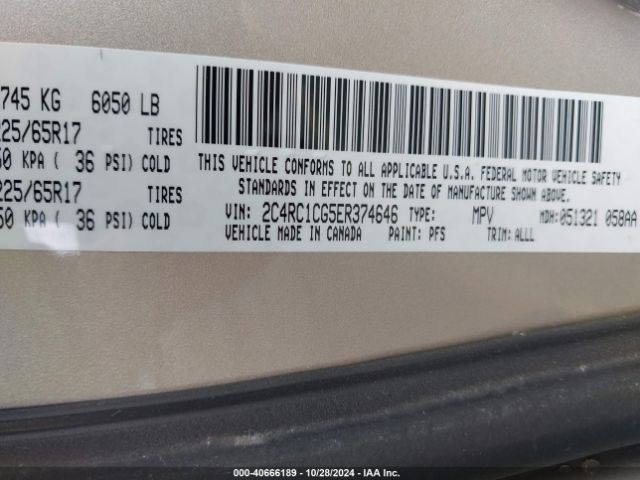 745 KG 6050 LB
225/65R17 TIRES
50 KPA ( 36 PSI) COLD
225/65R17 TIRES
50 KPA ( 36 PSI) COLD
THIS VEHICLE CONFORMS TO ALL APPLICABLE U.S.A. FEDERAL MOTOR VEHICLE SAFETY
STANDARDS IN EFFECT ON THE DATE OF MANUFACTURE SHOWN ABOVE.
VIN: 2C4RC1CG5ER374646 TYPE: MPV MDH:051321 058AA
VEHICLE MADE IN CANADA PAINT: PFS TRIM: ALLL
000-40666189 | 10/28/2024 | IAA Inc.